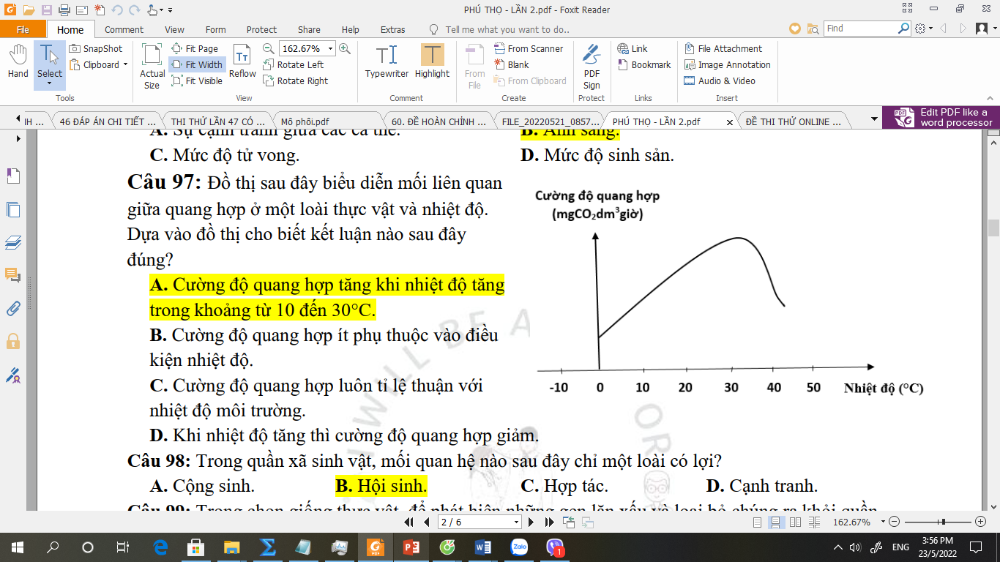 PHÚ THỌ - LẦN 2.pdf - Foxit Reader
File Home Comment View Form Protect Share Help Extras Tell me what you want to do.. Find
Hand Select SnapShot Clipboard Actual Size Fit Page Fit Width Fit Visible Reflow 162.67% Rotate Left Rotate Right Typewriter Highlight From File From Scanner Blank From Clipboard PDF Sign Link Bookmark File Attachment Image Annotation Audio & Video
Tools View Comment Create Protect Links Insert
NH ... 46 ĐÁP ÁN CHI TIẾT ... THI THỬ LẦN 47 CÓ ... Mô phôi.pdf 60. ĐỀ HOÀN CHỈNH ... FILE_20220521_0857... PHÚ THỌ - LẦN 2.pdf ĐỀ THI THỬ ONLINE ... Edit PDF like a word processor
A. Sự cạnh tranh giữa các cá thể. B. Ánh sáng.
C. Mức độ tử vong. D. Mức độ sinh sản.
Câu 97: Đồ thị sau đây biểu diễn mối liên quan
giữa quang hợp ở một loài thực vật và nhiệt độ.
Dựa vào đồ thị cho biết kết luận nào sau đây
đúng?
A. Cường độ quang hợp tăng khi nhiệt độ tăng
trong khoảng từ 10 đến 30°C.
B. Cường độ quang hợp ít phụ thuộc vào điều
kiện nhiệt độ.
C. Cường độ quang hợp luôn tỉ lệ thuận với
nhiệt độ môi trường.
D. Khi nhiệt độ tăng thì cường độ quang hợp giảm.
Cường độ quang hợp
(mgCO₂dm³giờ)
-10 0 10 20 30 40 50 Nhiệt độ (°C)
WILL BE A
OR
Câu 98: Trong quần xã sinh vật, mối quan hệ nào sau đây chỉ một loài có lợi?
A. Cộng sinh. B. Hội sinh. C. Hợp tác. D. Cạnh tranh.
Câu 99: Trong chọn giống thực vật, để phát hiện những gen lặn xấu và loại bỏ chúng ra khỏi quần
2 / 6 162.67%
ENG 3:56 PM
23/5/2022
Zalo
1